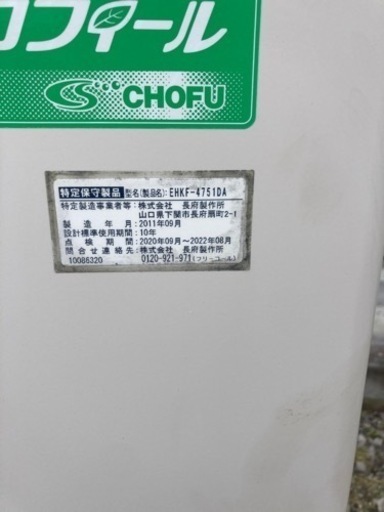 コフィール
CHOFU
特定保守製品 型名(製品名): EHKF-4751DA
特定製造事業者等: 株式会社 長府製作所
山口県下関市長府扇町2-1
製造年月: 2011年09月
設計標準使用期間: 10年
点検期間: 2020年09月〜2022年08月
問合せ連絡先: 株式会社 長府製作所
10086320 0120-921-971(フリーコール)